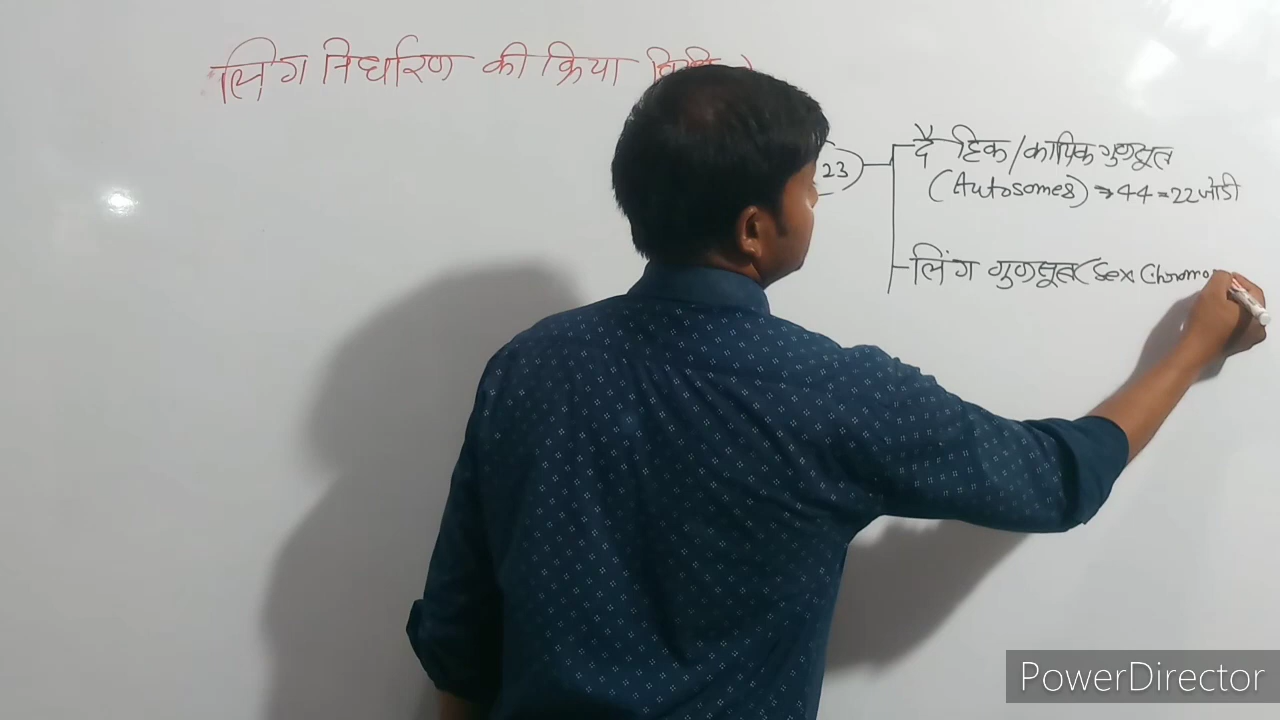 लिंग निर्धारण की क्रिया विधि
23
दैहिक/कायिक गुणसूत्र
(Autosomes) ⇒ 44 = 22 जोडी
लिंग गुणसूत्र (Sex Chromo
PowerDirector